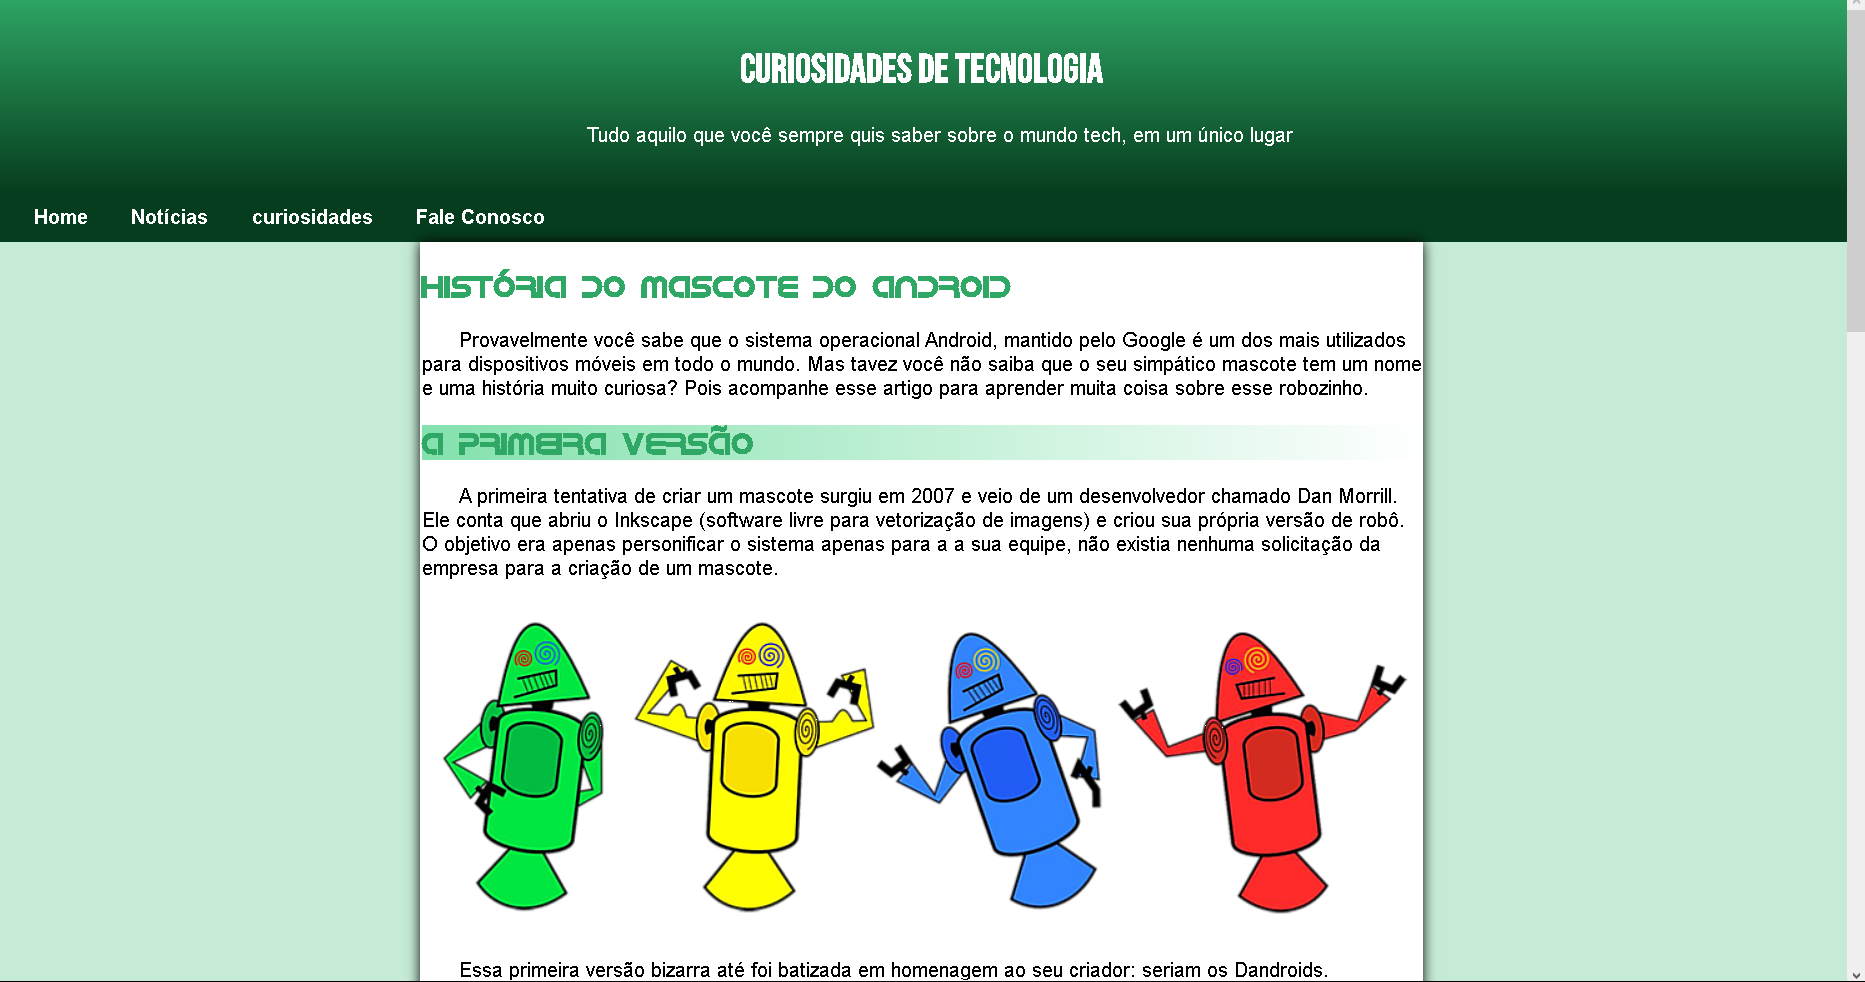 CURIOSIDADES DE TECNOLOGIA
Tudo aquilo que você sempre quis saber sobre o mundo tech, em um único lugar
Home Notícias curiosidades Fale Conosco
HISTÓRIA DO MASCOTE DO ANDROID
Provavelmente você sabe que o sistema operacional Android, mantido pelo Google é um dos mais utilizados
para dispositivos móveis em todo o mundo. Mas tavez você não saiba que o seu simpático mascote tem um nome
e uma história muito curiosa? Pois acompanhe esse artigo para aprender muita coisa sobre esse robozinho.
A PRIMEIRA VERSÃO
A primeira tentativa de criar um mascote surgiu em 2007 e veio de um desenvolvedor chamado Dan Morrill.
Ele conta que abriu o Inkscape (software livre para vetorização de imagens) e criou sua própria versão de robô.
O objetivo era apenas personificar o sistema apenas para a a sua equipe, não existia nenhuma solicitação da
empresa para a criação de um mascote.
Essa primeira versão bizarra até foi batizada em homenagem ao seu criador: seriam os Dandroids.